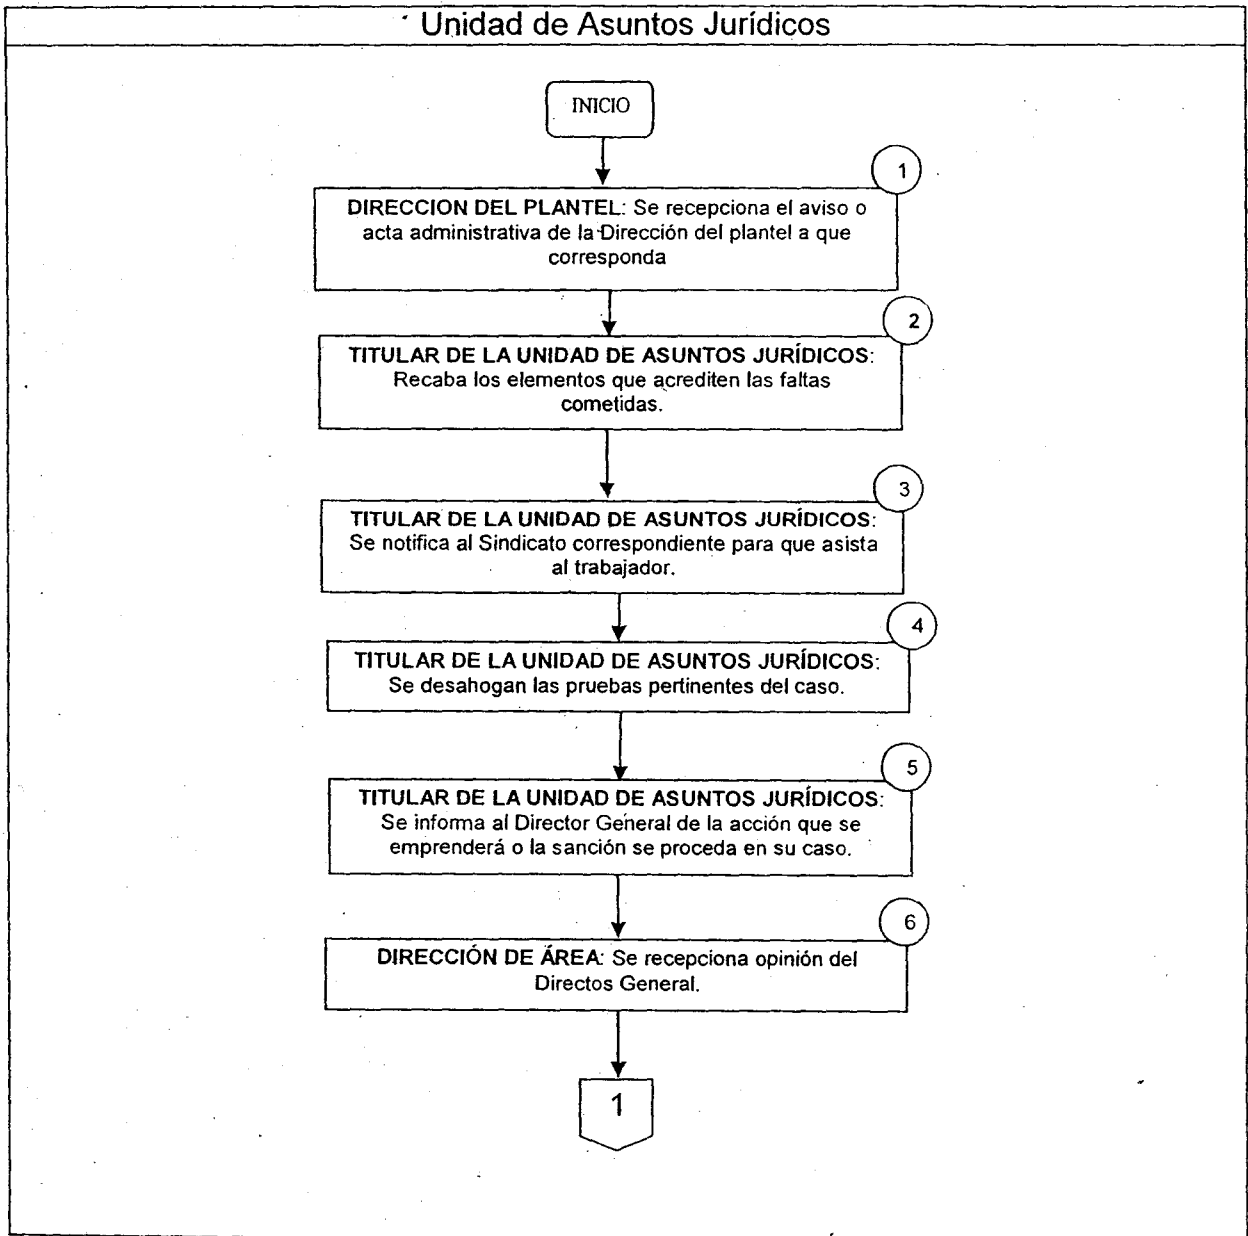 Unidad de Asuntos Jurídicos
INICIO
1
DIRECCION DEL PLANTEL: Se recepciona el aviso o
acta administrativa de la Dirección del plantel a que
corresponda
2
TITULAR DE LA UNIDAD DE ASUNTOS JURÍDICOS:
Recaba los elementos que acrediten las faltas
cometidas.
3
TITULAR DE LA UNIDAD DE ASUNTOS JURÍDICOS:
Se notifica al Sindicato correspondiente para que asista
al trabajador.
4
TITULAR DE LA UNIDAD DE ASUNTOS JURÍDICOS:
Se desahogan las pruebas pertinentes del caso.
5
TITULAR DE LA UNIDAD DE ASUNTOS JURÍDICOS:
Se informa al Director General de la acción que se
emprenderá o la sanción se proceda en su caso.
6
DIRECCIÓN DE ÁREA: Se recepciona opinión del
Directos General.
1